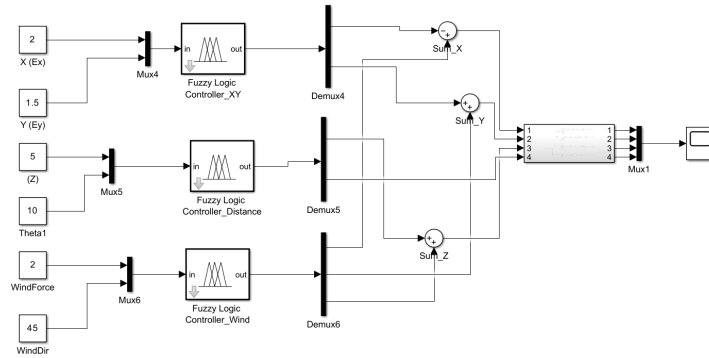 2
X (Ex)
Mux4
in
out
Fuzzy Logic
Controller_XY
Demux4
Sum_X
1.5
Y (Ey)
Sum_Y
5
(Z)
Mux5
in
out
Fuzzy Logic
Controller_Distance
Demux5
10
Theta1
1
2
3
4
1
2
3
4
Mux1
Sum_Z
2
WindForce
Mux6
in
out
Fuzzy Logic
Controller_Wind
Demux6
45
WindDir